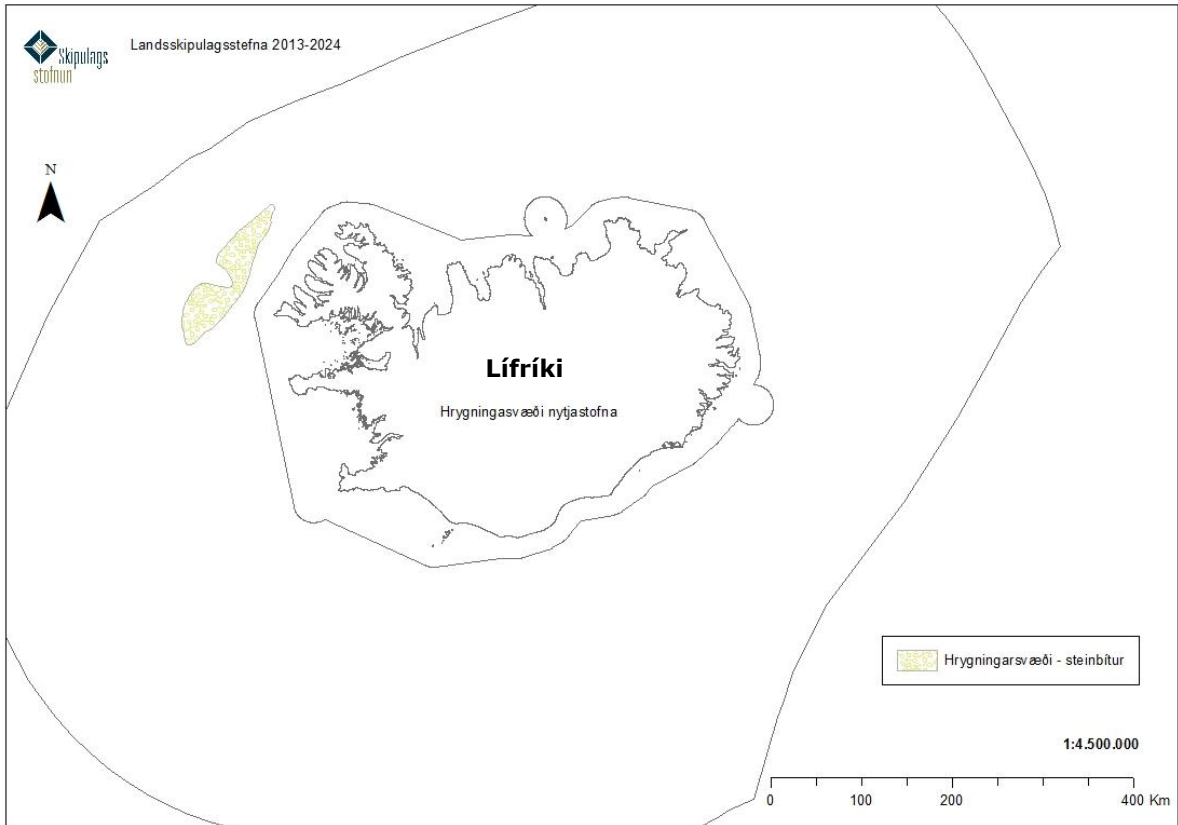 Skipulags
stofnun
Landsskipulagsstefna 2013-2024
N
Lífríki
Hrygningasvæði nytjastofna
Hrygningarsvæði - steinbítur
1:4.500.000
0 100 200 400 Km